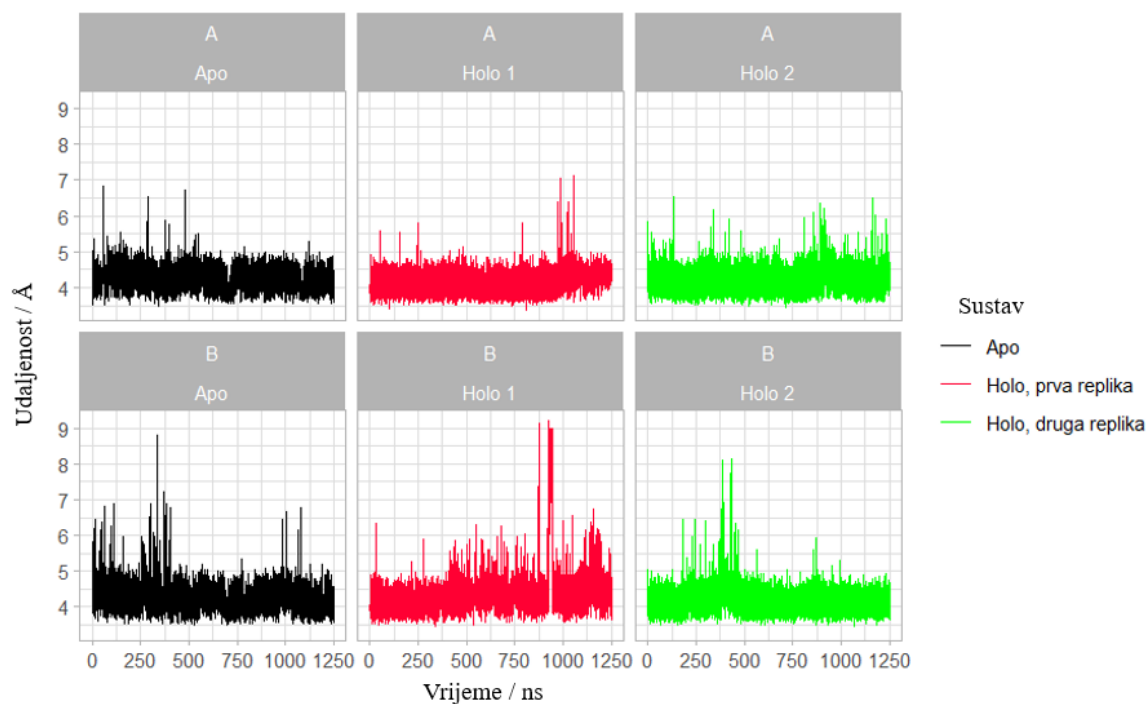 A A A
Apo Holo 1 Holo 2
9
8
7
6
5
4
B B B
Apo Holo 1 Holo 2
9
8
7
6
5
4
0 250 500 750 1000 1250 0 250 500 750 1000 1250 0 250 500 750 1000 1250
Vrijeme / ns
Udaljenost / Å
Sustav
Apo
Holo, prva replika
Holo, druga replika